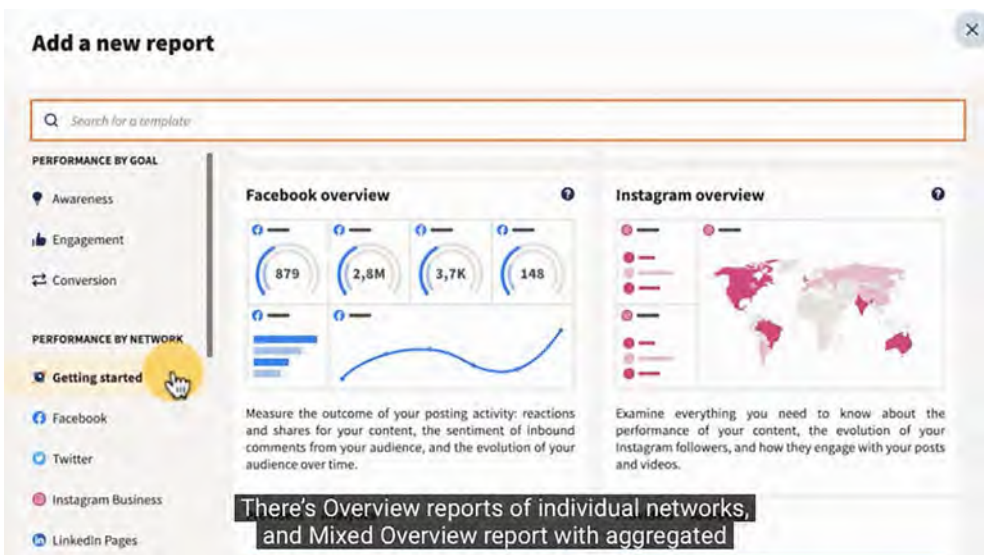 Add a new report
Search for a template
PERFORMANCE BY GOAL
Awareness
Engagement
Conversion
PERFORMANCE BY NETWORK
Getting started
Facebook
Twitter
Instagram Business
LinkedIn Pages
Facebook overview
879
2,8M
3,7K
148
Measure the outcome of your posting activity: reactions
and shares for your content, the sentiment of inbound
comments from your audience, and the evolution of your
audience over time.
Instagram overview
Examine everything you need to know about the
performance of your content, the evolution of your
Instagram followers, and how they engage with your posts
and videos.
There's Overview reports of individual networks,
and Mixed Overview report with aggregated